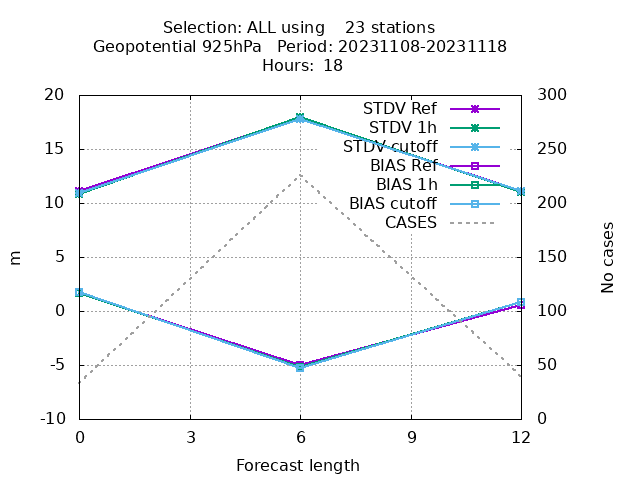 Selection: ALL using    23 stations
Geopotential 925hPa   Period: 20231108-20231118
Hours: 18
20
15
10
5
0
-5
-10
300
250
200
150
100
50
0
STDV Ref
STDV 1h
STDV cutoff
BIAS Ref
BIAS 1h
BIAS cutoff
CASES
m
No cases
0
3
6
9
12
Forecast length